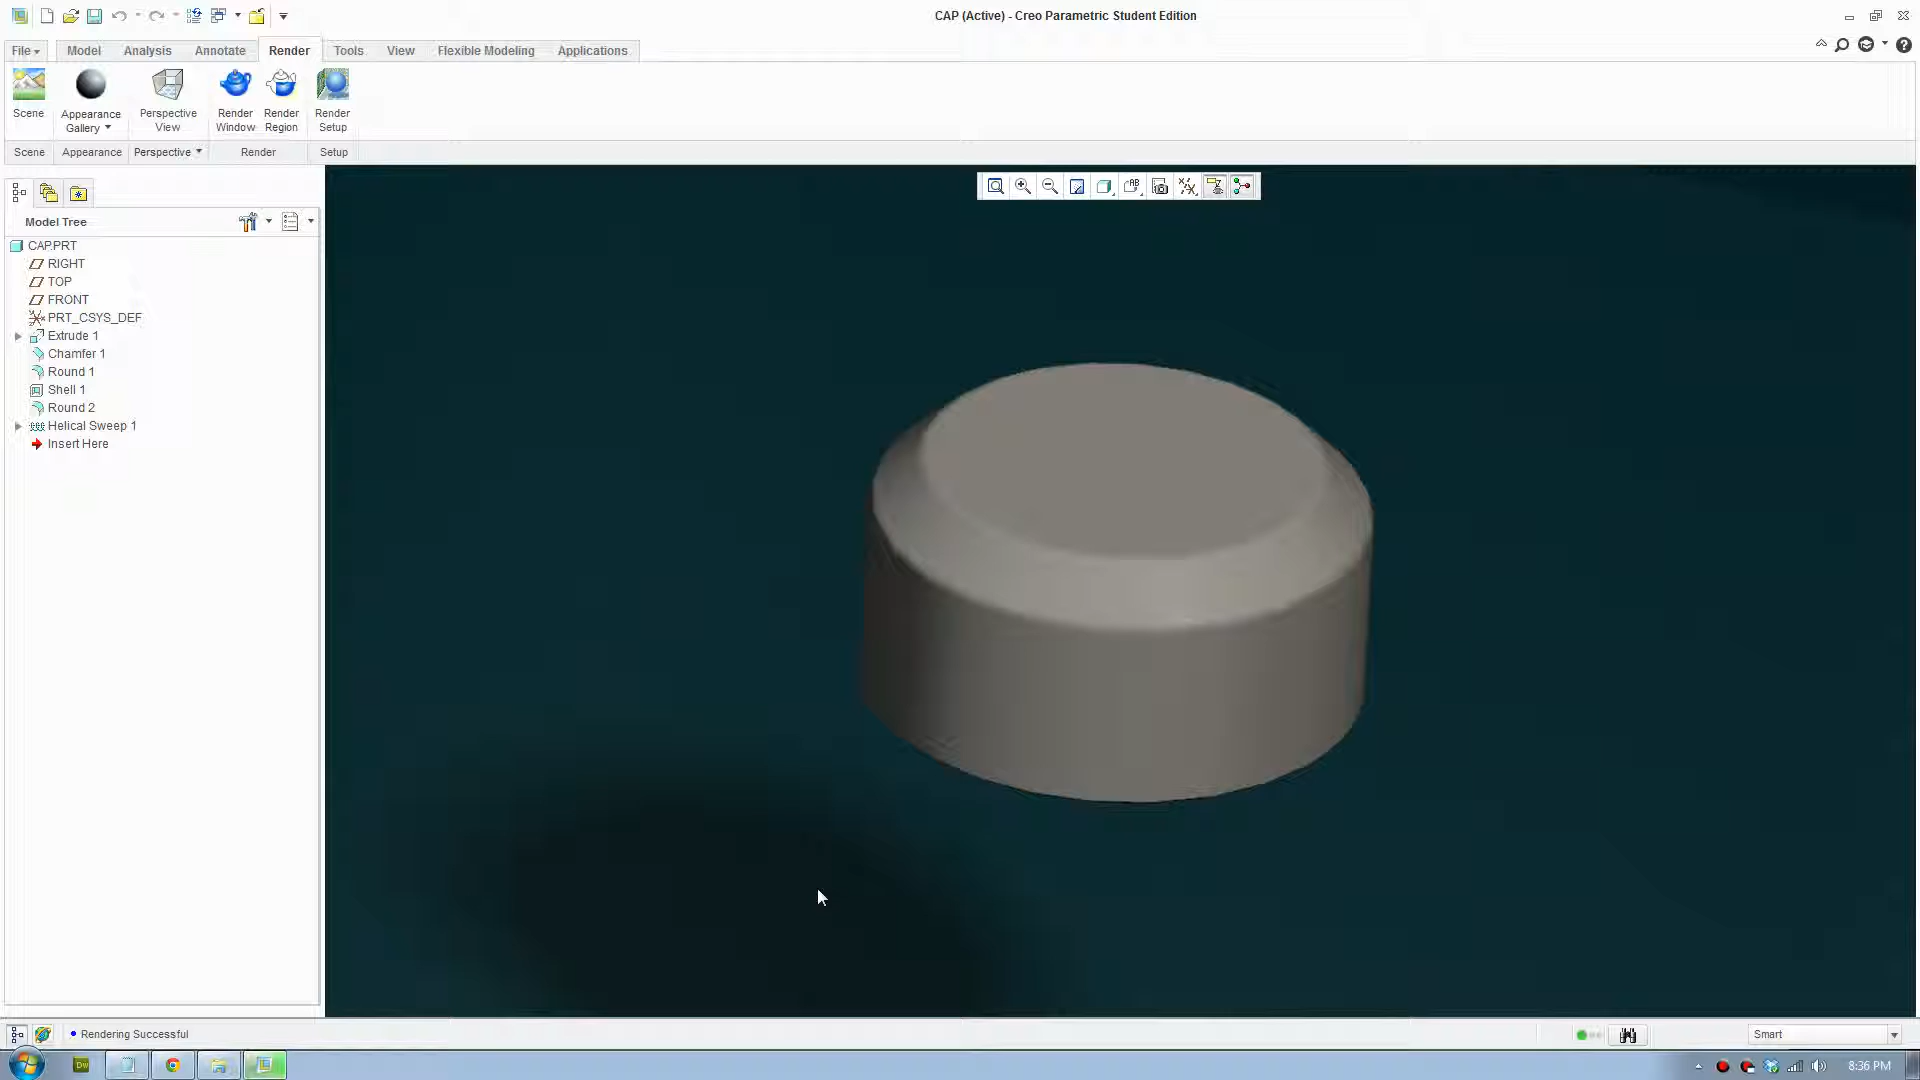 CAP (Active) - Creo Parametric Student Edition
File Model Analysis Annotate Render Tools View Flexible Modeling Applications
Scene
Appearance Gallery
Perspective View
Render Window
Render Region
Render Setup
Scene Appearance Perspective Render Setup
Model Tree
CAP.PRT
RIGHT
TOP
FRONT
PRT_CSYS_DEF
Extrude 1
Chamfer 1
Round 1
Shell 1
Round 2
Helical Sweep 1
Insert Here
Rendering Successful
Smart
Dw
8:36 PM